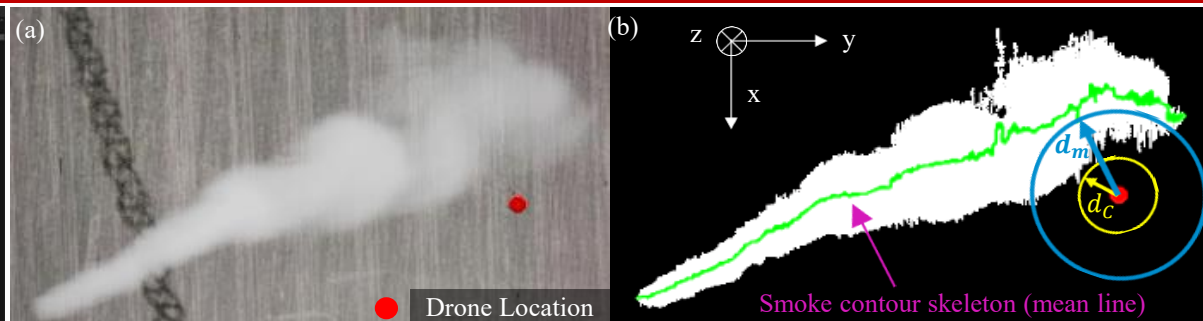 (a)
Drone Location
(b)
z
y
x
d_m
d_C
Smoke contour skeleton (mean line)